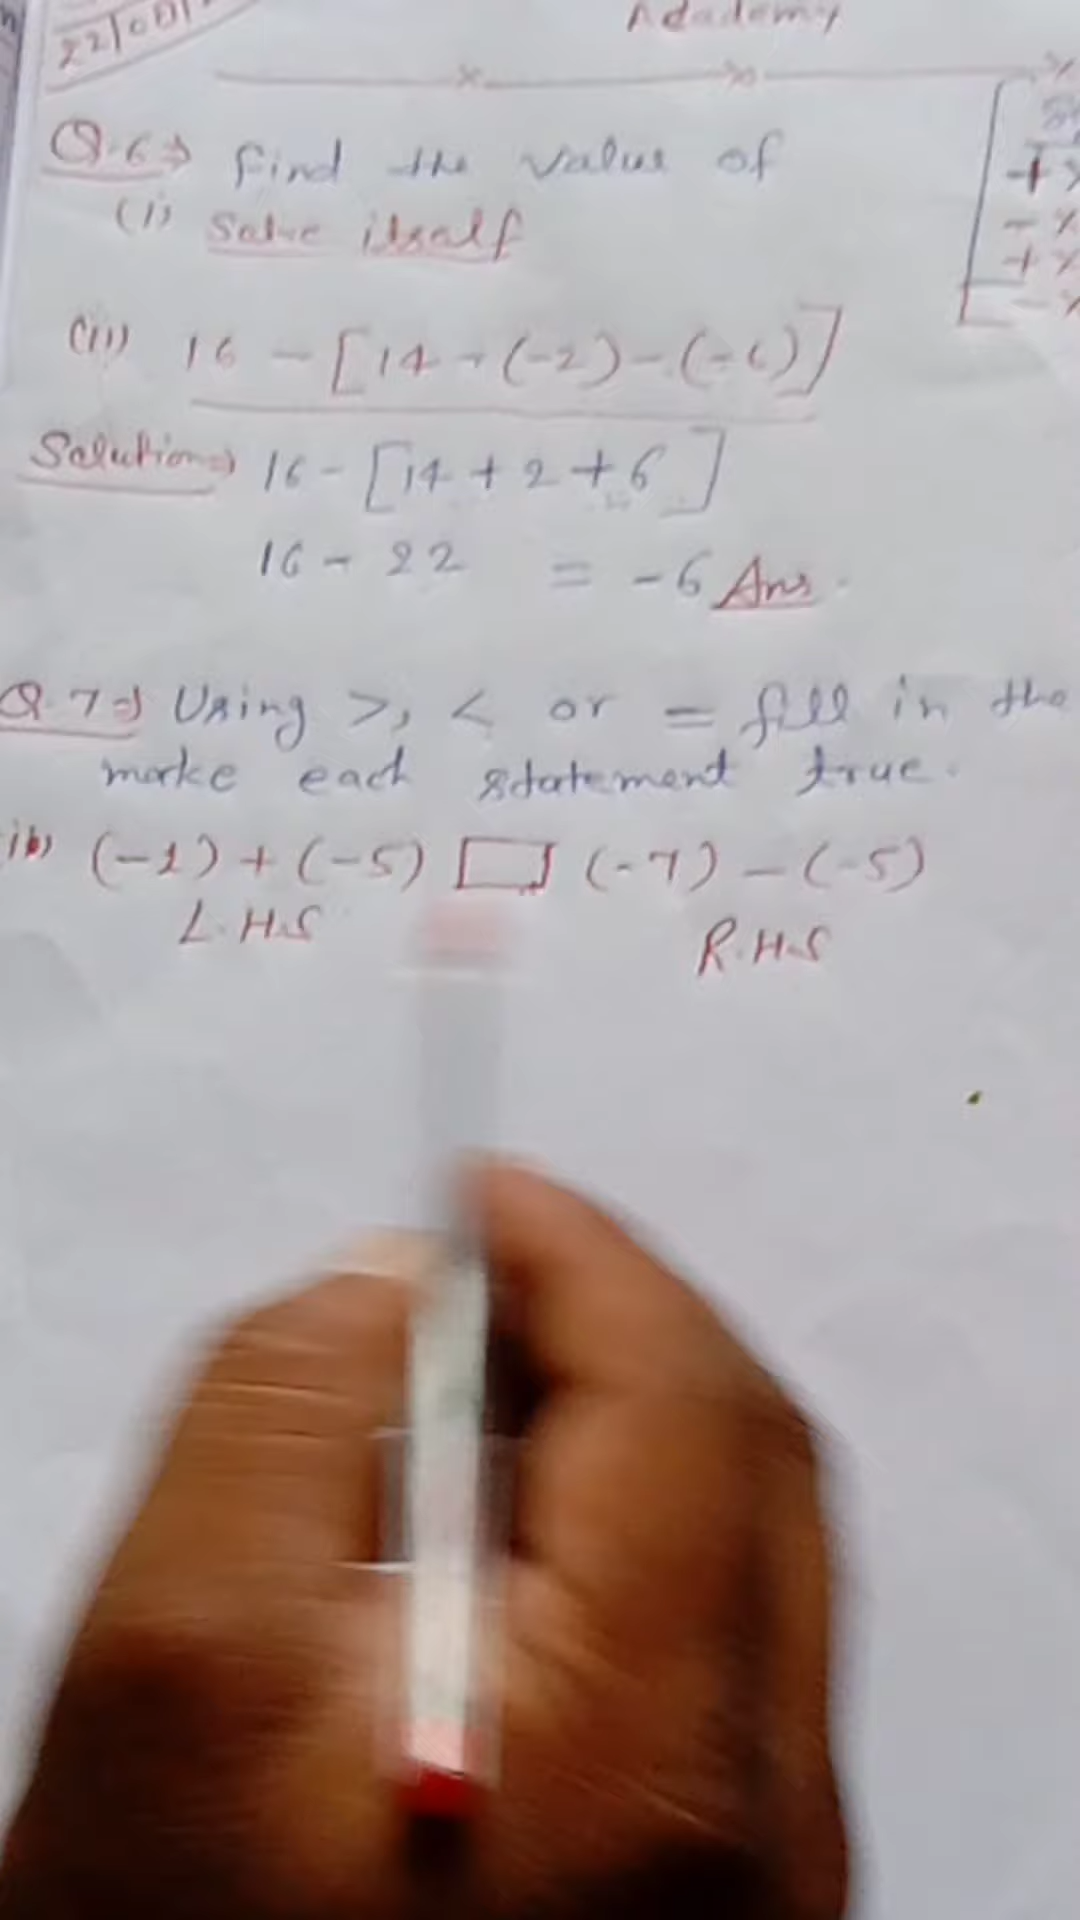 Academy
Q.6⇒ Find the value of
(i) Solve itself
(ii) 16 - [14 - (-2) - (-6)]
Solution⇒ 16 - [14 + 2 + 6]
16 - 22 = -6 Ans.
Q.7⇒ Using >, < or = fill in the
make each statement true.
(-1) + (-5) □ (-7) - (-5)
L.H.S R.H.S